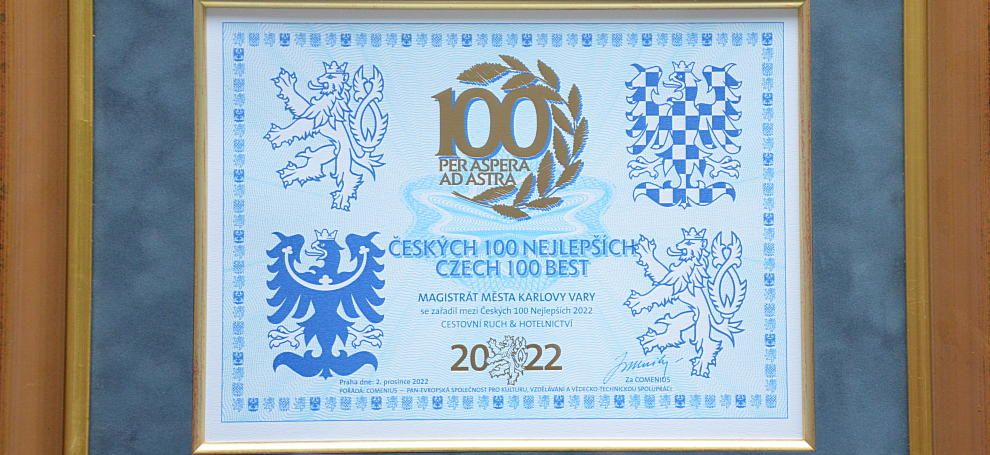 100
PER ASPERA
AD ASTRA
ČESKÝCH 100 NEJLEPŠÍCH
CZECH 100 BEST
MAGISTRÁT MĚSTA KARLOVY VARY
se zařadil mezi Českých 100 Nejlepších 2022
CESTOVNÍ RUCH & HOTELNICTVÍ
2022
Praha dne: 2. prosince 2022
Za COMENIUS
POŘÁDÁ: COMENIUS — PAN-EVROPSKÁ SPOLEČNOST PRO KULTURU, VZDĚLÁVÁNÍ A VĚDECKO-TECHNICKOU SPOLUPRÁCI